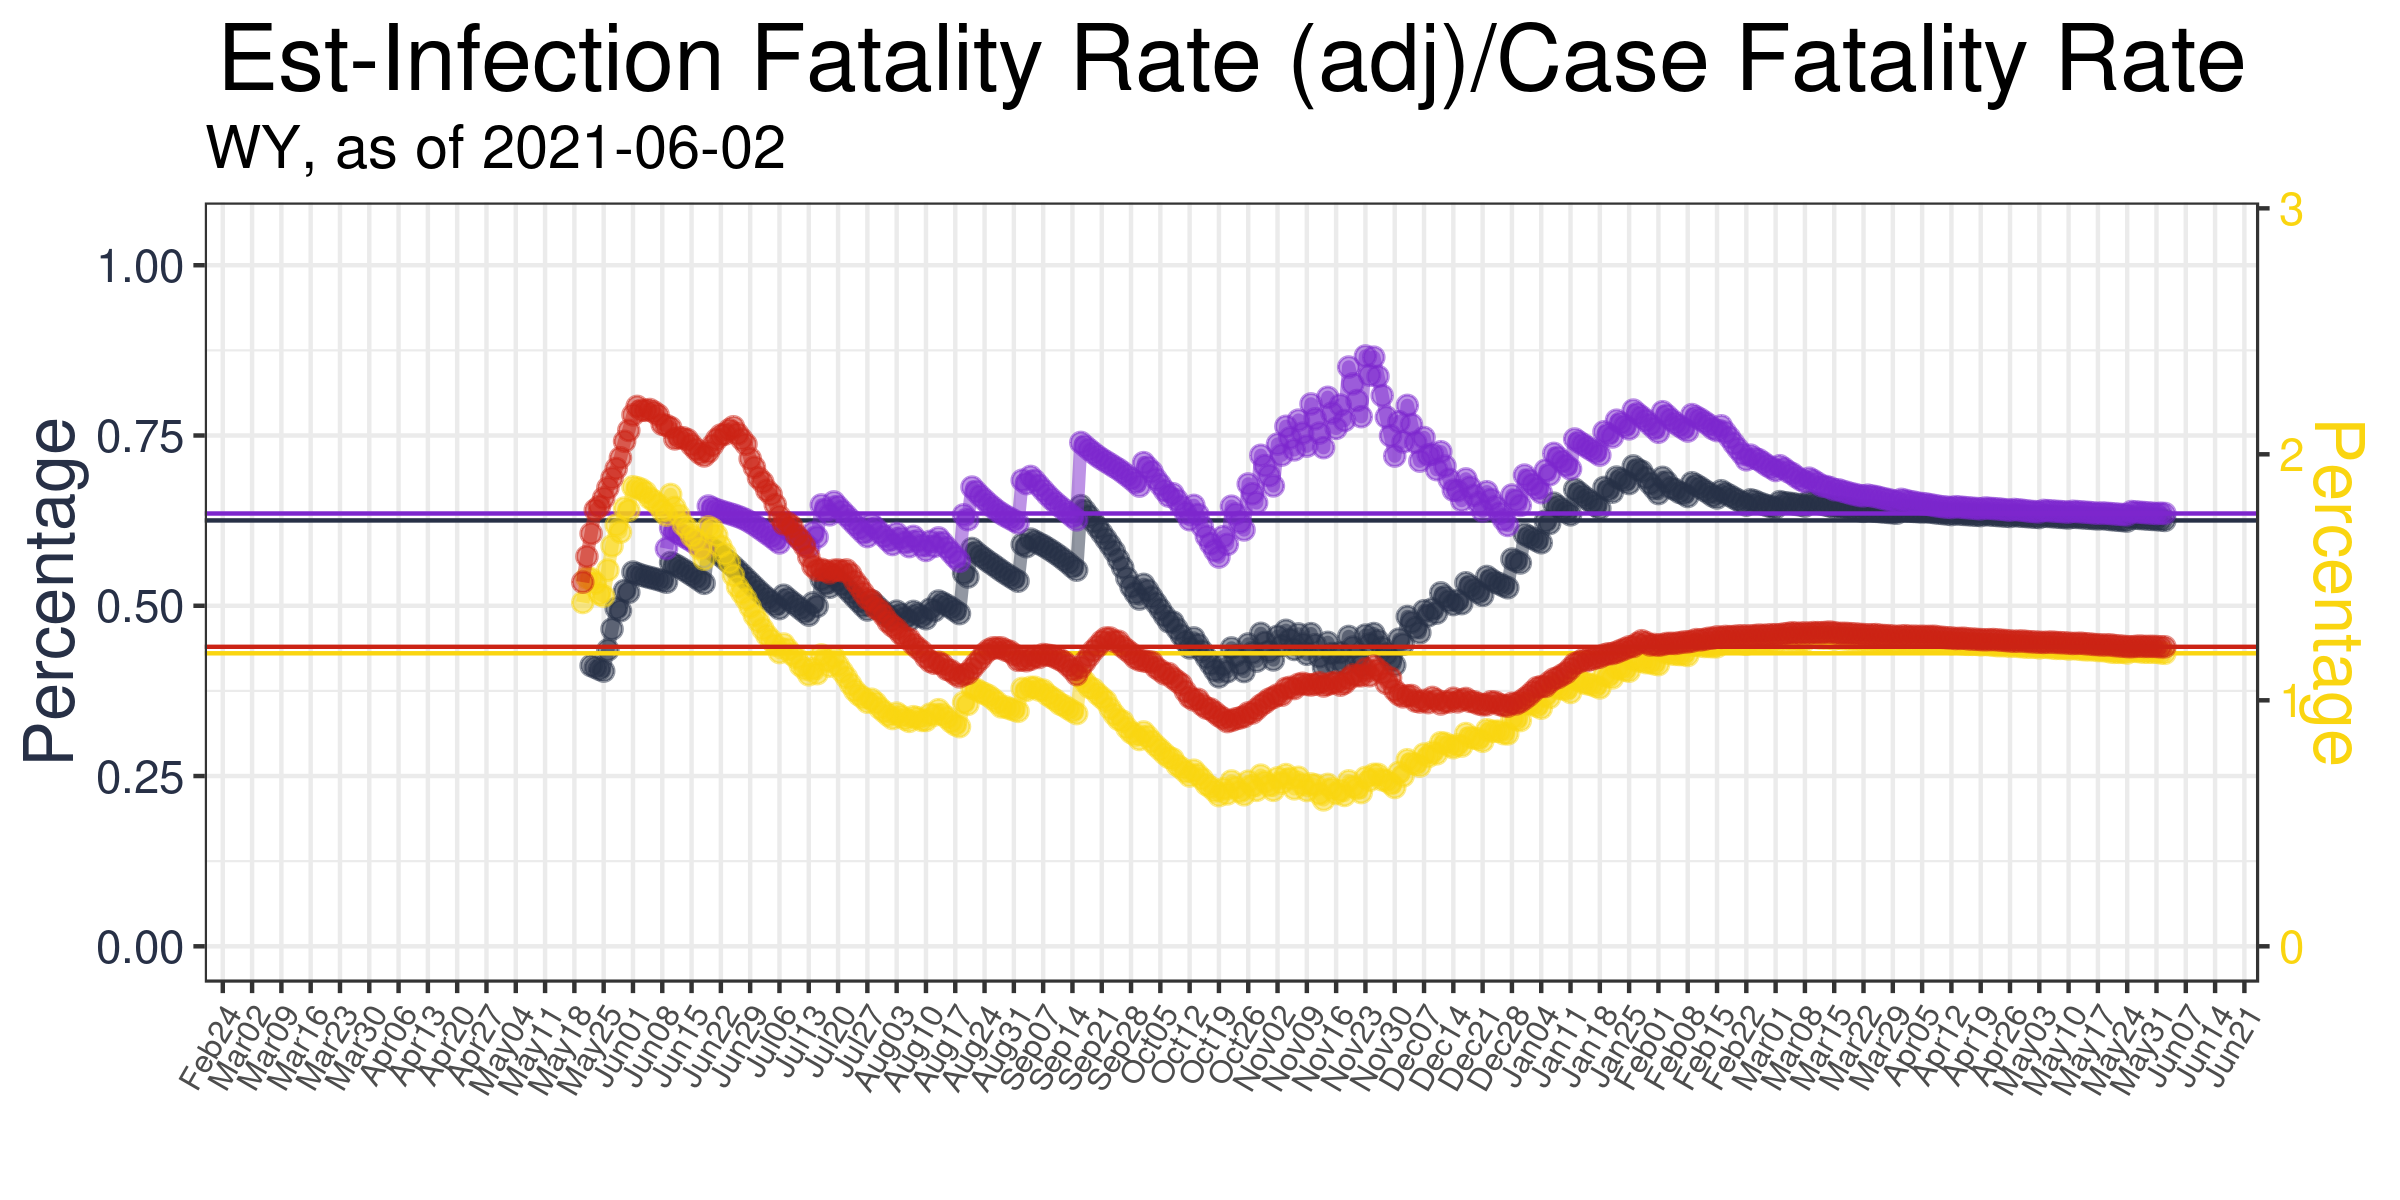 Est-Infection Fatality Rate (adj)/Case Fatality Rate
WY, as of 2021-06-02
Percentage
1.00
0.75
0.50
0.25
0.00
3
2
1
0
Percentage
Feb24
Mar02
Mar09
Mar16
Mar23
Mar30
Apr06
Apr13
Apr20
Apr27
May04
May11
May18
May25
Jun01
Jun08
Jun15
Jun22
Jun29
Jul06
Jul13
Jul20
Jul27
Aug03
Aug10
Aug17
Aug24
Aug31
Sep07
Sep14
Sep21
Sep28
Oct05
Oct12
Oct19
Oct26
Nov02
Nov09
Nov16
Nov23
Nov30
Dec07
Dec14
Dec21
Dec28
Jan04
Jan11
Jan18
Jan25
Feb01
Feb08
Feb15
Feb22
Mar01
Mar08
Mar15
Mar22
Mar29
Apr05
Apr12
Apr19
Apr26
May03
May10
May17
May24
May31
Jun07
Jun14
Jun21